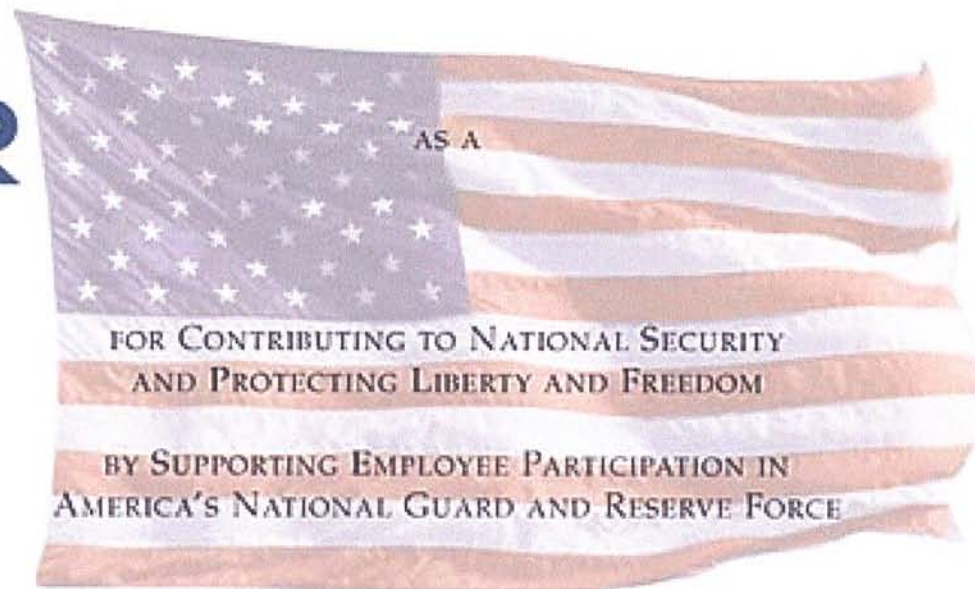 R
AS A
FOR CONTRIBUTING TO NATIONAL SECURITY
AND PROTECTING LIBERTY AND FREEDOM
BY SUPPORTING EMPLOYEE PARTICIPATION IN
AMERICA'S NATIONAL GUARD AND RESERVE FORCE